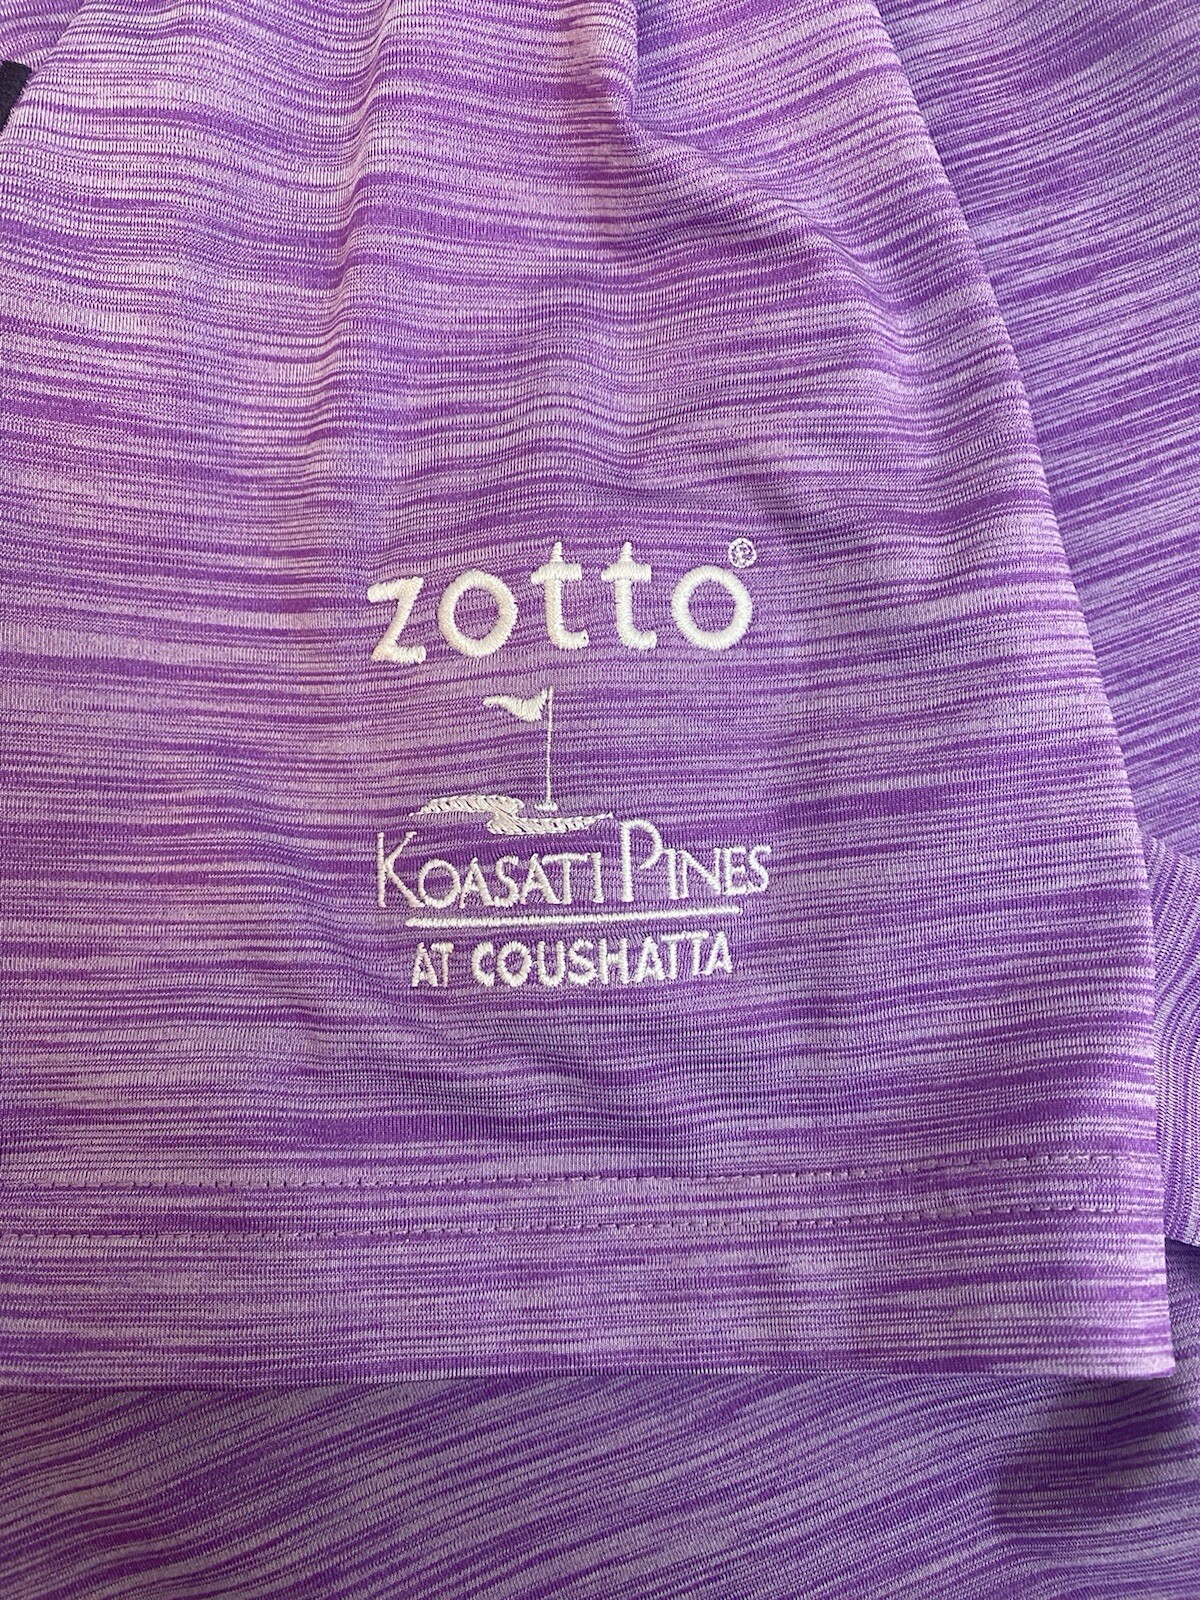 zotto®
KOASATI PINES
AT COUSHATTA